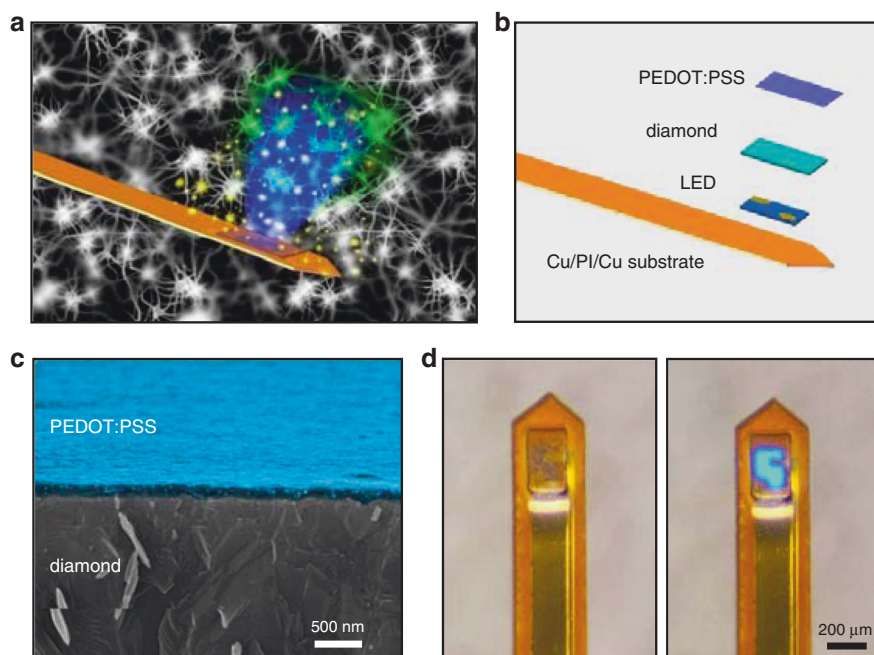 a
b
PEDOT:PSS
diamond
LED
Cu/PI/Cu substrate
c
d
PEDOT:PSS
diamond
500 nm
200 μm